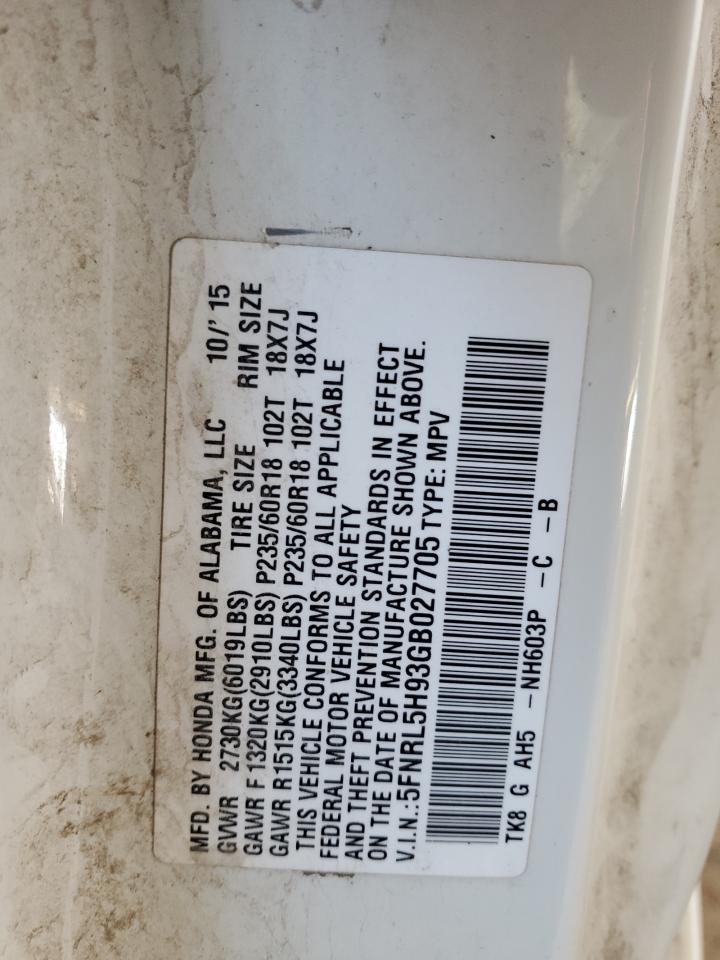 MFD. BY HONDA MFG. OF ALABAMA, LLC 10/'15
GVWR 2730KG(6019LBS) TIRE SIZE RIM SIZE
GAWR F 1320KG(2910LBS) P235/60R18 102T 18X7J
GAWR R1515KG(3340LBS) P235/60R18 102T 18X7J
THIS VEHICLE CONFORMS TO ALL APPLICABLE
FEDERAL MOTOR VEHICLE SAFETY
AND THEFT PREVENTION STANDARDS IN EFFECT
ON THE DATE OF MANUFACTURE SHOWN ABOVE.
V.I.N.:5FNRL5H93GB027705 TYPE: MPV
TK8 G AH5 -NH603P -C -B